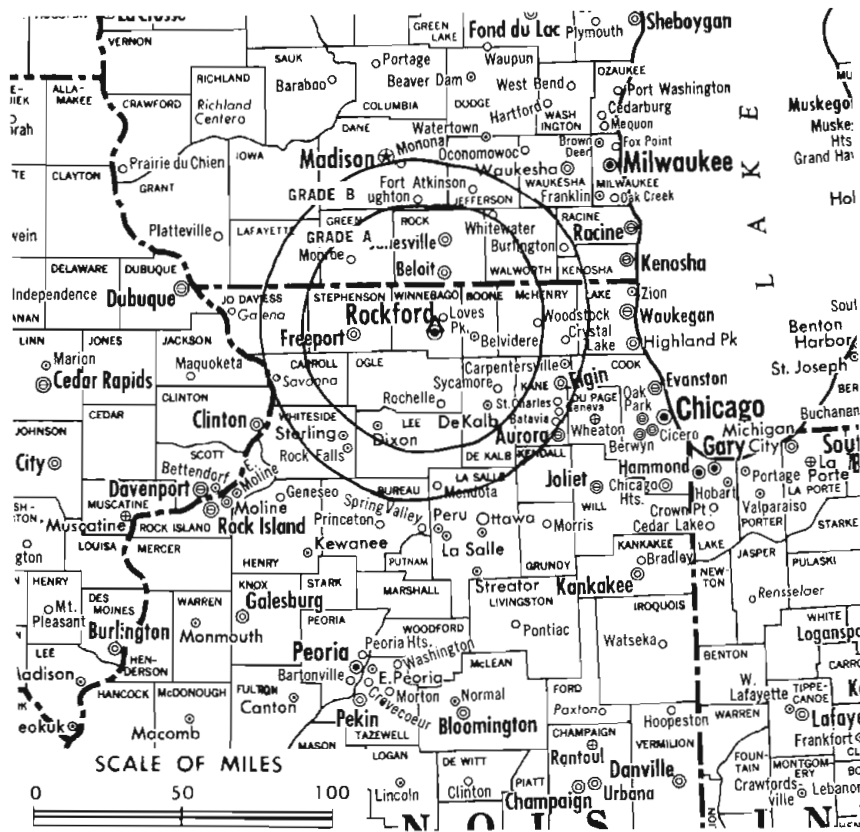 La Crosse
VERNON
GREEN LAKE
Fond du Lac
Plymouth
Sheboygan
SAUK
Portage
Waupun
OZAUKEE
RICHLAND
Baraboo
Beaver Dam
West Bend
Port Washington
ALLA-MAKEE
CRAWFORD
Richland Centera
COLUMBIA
DODGE
Hartford
WASHINGTON
Cedarburg
Mequon
Muskego
DANE
Watertown
Brown Deer
Fox Point
IOWA
Madison
Monona
Oconomowoc
Milwaukee
Prairie du Chien
Waukesha
CLAYTON
GRANT
GRADE B
Fort Atkinson
WAUKESHA
MILWAUKEE
ughton
JEFFERSON
Franklin
Oak Creek
LAKE
Platteville
LAFAYETTE
GREEN
ROCK
Whitewater
RACINE
GRADE A
Janesville
Burlington
Racine
Monroe
DELAWARE
DUBUQUE
Beloit
WALWORTH
KENOSHA
Kenosha
Independence
Dubuque
JO DAVIESS
STEPHENSON
WINNEBAGO
BOONE
McHENRY
LAKE
Zion
Galena
Rockford
Loves Pk.
Woodstock
Waukegan
LINN
JONES
JACKSON
Freeport
Belvidere
Crystal Lake
Highland Pk
Benton Harbor
Marion
Maquoketa
CARROLL
OGLE
Carpentersville
COOK
St. Joseph
Cedar Rapids
Savanna
Sycamore
KANE
Elgin
Evanston
CLINTON
Rochelle
St. Charles
DU PAGE
Geneva
Oak Park
Chicago
Buchanan
CEDAR
Clinton
WHITESIDE
LEE
DeKalb
Batavia
Wheaton
Cicero
Michigan City
JOHNSON
SCOTT
Sterling
Dixon
Aurora
Berwyn
Gary
City
Bettendorf
Rock Falls
DE KALB
KENDALL
Hammond
Portage
La Porte
Davenport
Moline
LA SALLE
Joliet
Chicago Hts.
Hobart
LA PORTE
MUSCATINE
Moline
Geneseo
BUREAU
Mendota
WILL
Crown Pt
Valparaiso
Muscatine
ROCK ISLAND
Rock Island
Princeton
Spring Valley
Peru
Ottawa
Morris
Cedar Lake
PORTER
STARKE
LOUISA
MERCER
Kewanee
La Salle
KANKAKEE
Bradley
LAKE
JASPER
PULASKI
HENRY
PUTNAM
GRUNDY
HENRY
DES MOINES
KNOX
STARK
MARSHALL
Streator
Kankakee
NEWTON
Rensselaer
Mt. Pleasant
WARREN
Galesburg
LIVINGSTON
IROQUOIS
Burlington
Monmouth
PEORIA
WOODFORD
Pontiac
WHITE
LEE
Peoria
Peoria Hts.
Washington
Watseka
Logansp
HENDERSON
Bartonville
E. Peoria
McLEAN
BENTON
HANCOCK
McDONOUGH
FULTON
Morton
Normal
FORD
W. Lafayette
TIPPECANOE
Canton
Crevecoeur
Paxton
Hoopeston
WARREN
Lafaye
eokuk
Macomb
Pekin
Bloomington
CHAMPAIGN
Frankfort
MASON
TAZEWELL
Rantoul
VERMILION
FOUNTAIN
MONTGOMERY
SCALE OF MILES
LOGAN
DE WITT
Danville
Crawfordsville
Lebanon
0 50 100
Lincoln
Clinton
PIATT
Champaign
Urbana
NOIS
IN